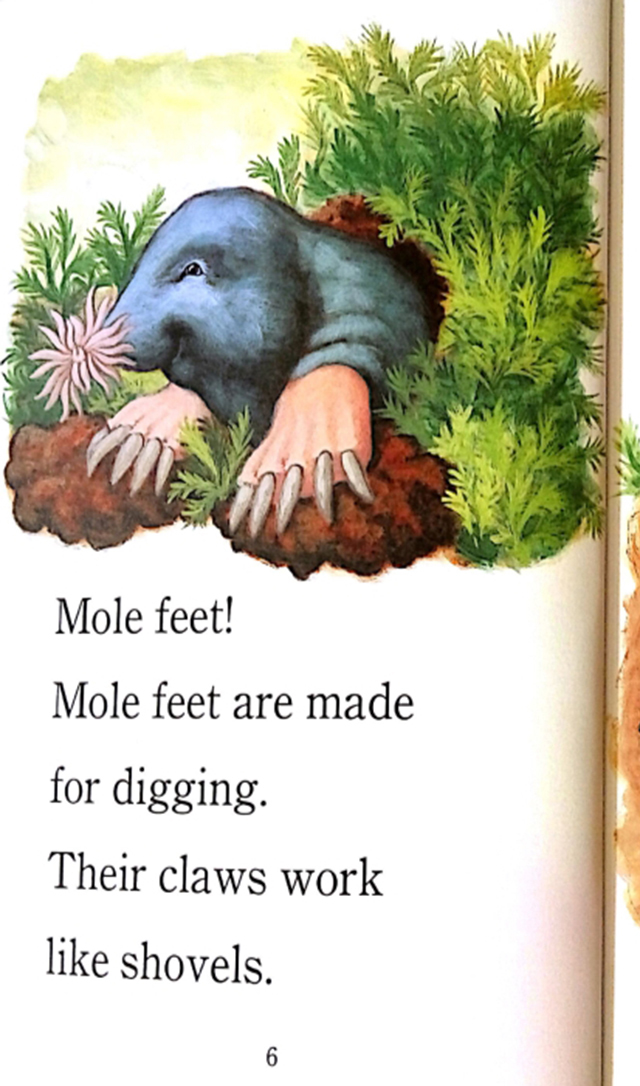 Mole feet!
Mole feet are made
for digging.
Their claws work
like shovels.
6